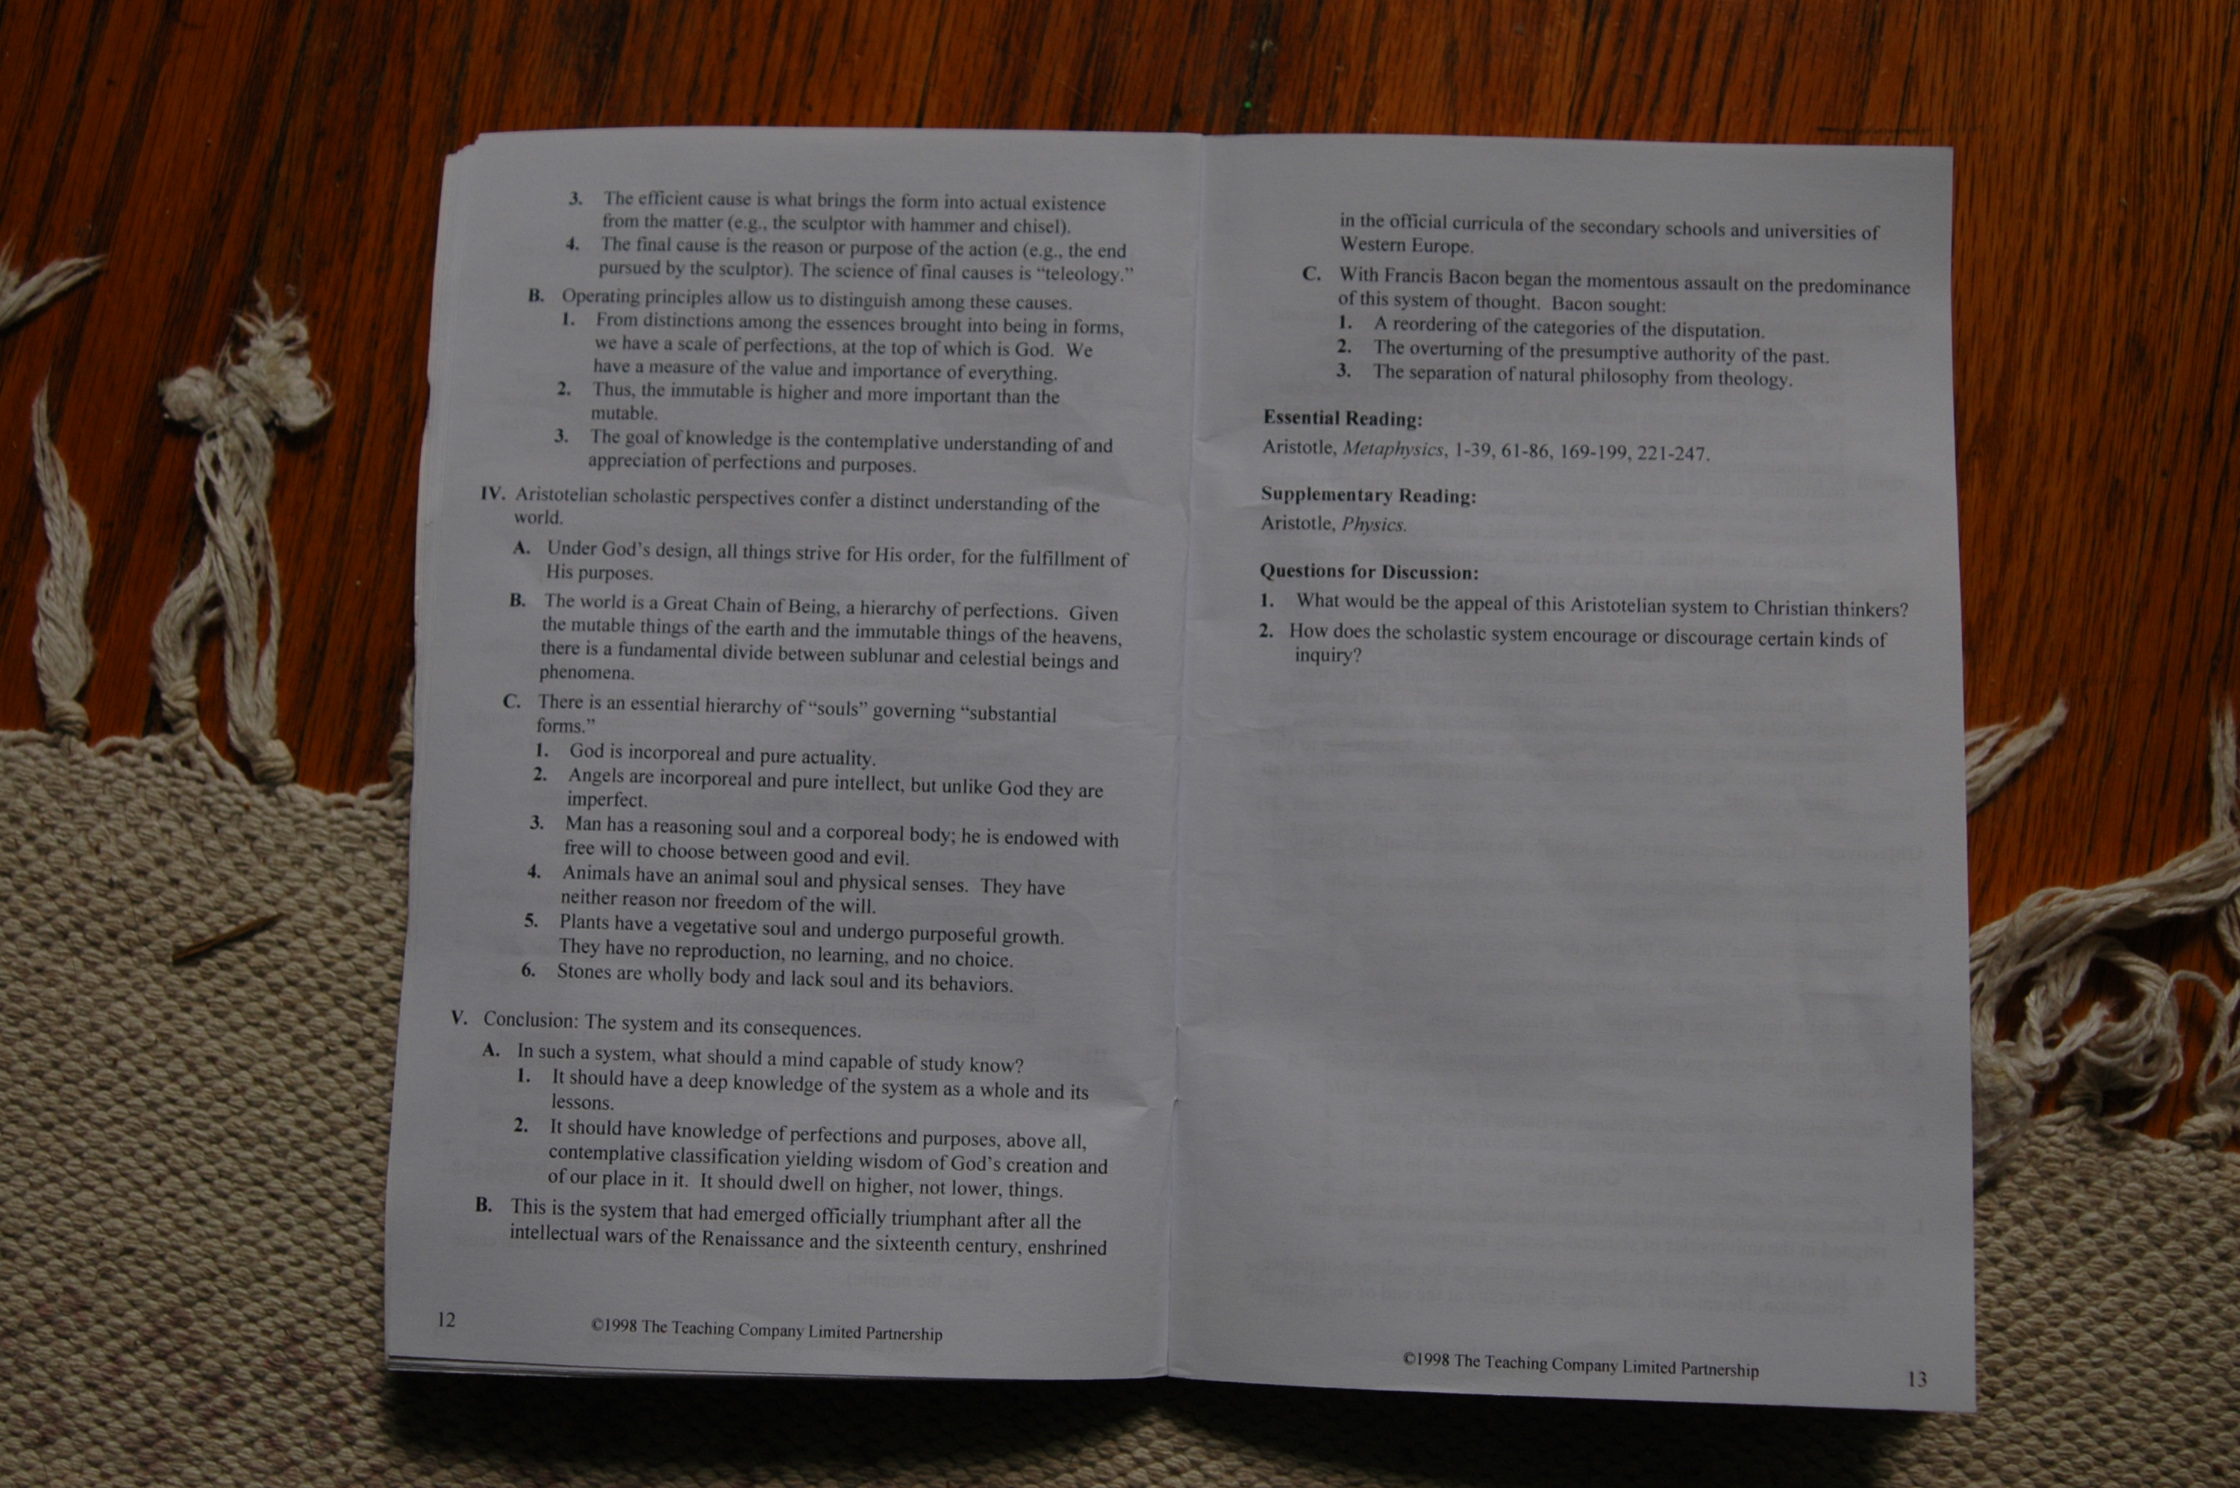 3. The efficient cause is what brings the form into actual existence
from the matter (e.g., the sculptor with hammer and chisel).
4. The final cause is the reason or purpose of the action (e.g., the end
pursued by the sculptor). The science of final causes is "teleology."
B. Operating principles allow us to distinguish among these causes.
1. From distinctions among the essences brought into being in forms,
we have a scale of perfections, at the top of which is God. We
have a measure of the value and importance of everything.
2. Thus, the immutable is higher and more important than the
mutable.
3. The goal of knowledge is the contemplative understanding of and
appreciation of perfections and purposes.
IV. Aristotelian scholastic perspectives confer a distinct understanding of the
world.
A. Under God's design, all things strive for His order, for the fulfillment of
His purposes.
B. The world is a Great Chain of Being, a hierarchy of perfections. Given
the mutable things of the earth and the immutable things of the heavens,
there is a fundamental divide between sublunar and celestial beings and
phenomena.
C. There is an essential hierarchy of "souls" governing "substantial
forms."
1. God is incorporeal and pure actuality.
2. Angels are incorporeal and pure intellect, but unlike God they are
imperfect.
3. Man has a reasoning soul and a corporeal body; he is endowed with
free will to choose between good and evil.
4. Animals have an animal soul and physical senses. They have
neither reason nor freedom of the will.
5. Plants have a vegetative soul and undergo purposeful growth.
They have no reproduction, no learning, and no choice.
6. Stones are wholly body and lack soul and its behaviors.
V. Conclusion: The system and its consequences.
A. In such a system, what should a mind capable of study know?
1. It should have a deep knowledge of the system as a whole and its
lessons.
2. It should have knowledge of perfections and purposes, above all,
contemplative classification yielding wisdom of God's creation and
of our place in it. It should dwell on higher, not lower, things.
B. This is the system that had emerged officially triumphant after all the
intellectual wars of the Renaissance and the sixteenth century, enshrined
12
©1998 The Teaching Company Limited Partnership
in the official curricula of the secondary schools and universities of
Western Europe.
C. With Francis Bacon began the momentous assault on the predominance
of this system of thought. Bacon sought:
1. A reordering of the categories of the disputation.
2. The overturning of the presumptive authority of the past.
3. The separation of natural philosophy from theology.
Essential Reading:
Aristotle, Metaphysics, 1-39, 61-86, 169-199, 221-247.
Supplementary Reading:
Aristotle, Physics.
Questions for Discussion:
1. What would be the appeal of this Aristotelian system to Christian thinkers?
2. How does the scholastic system encourage or discourage certain kinds of
inquiry?
©1998 The Teaching Company Limited Partnership
13